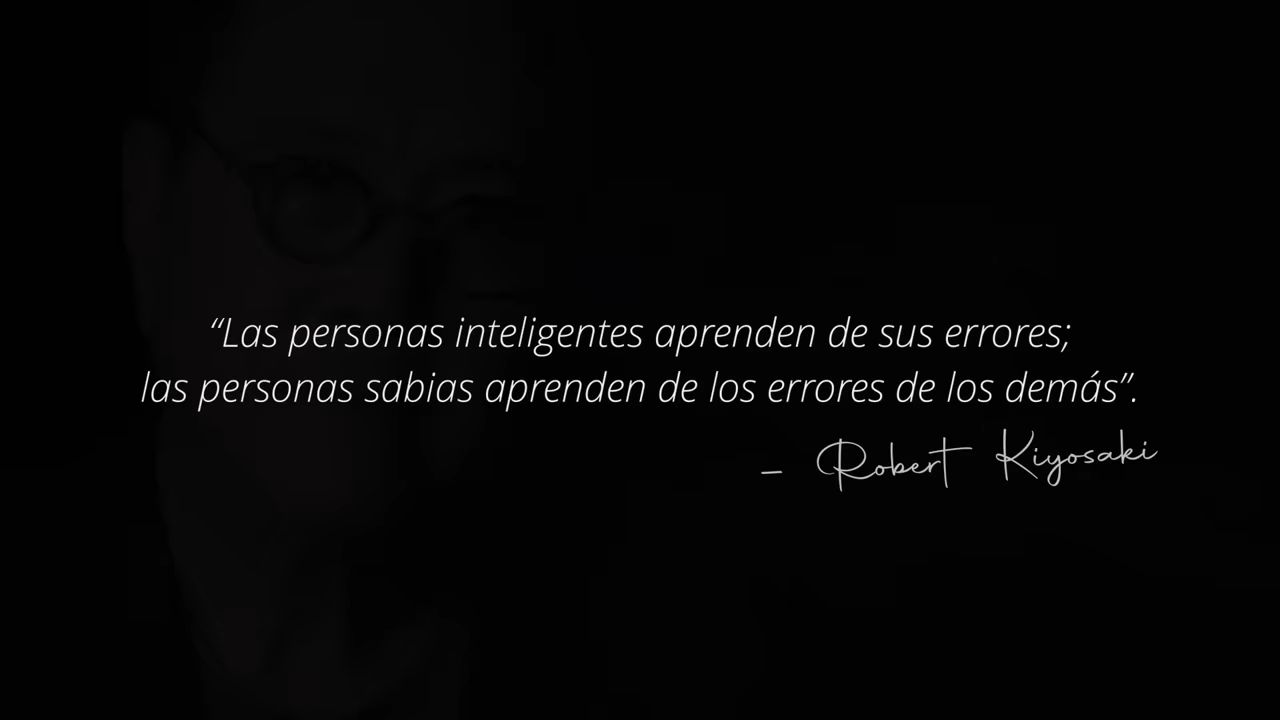 “Las personas inteligentes aprenden de sus errores;
las personas sabias aprenden de los errores de los demás”.
– Robert Kiyosaki